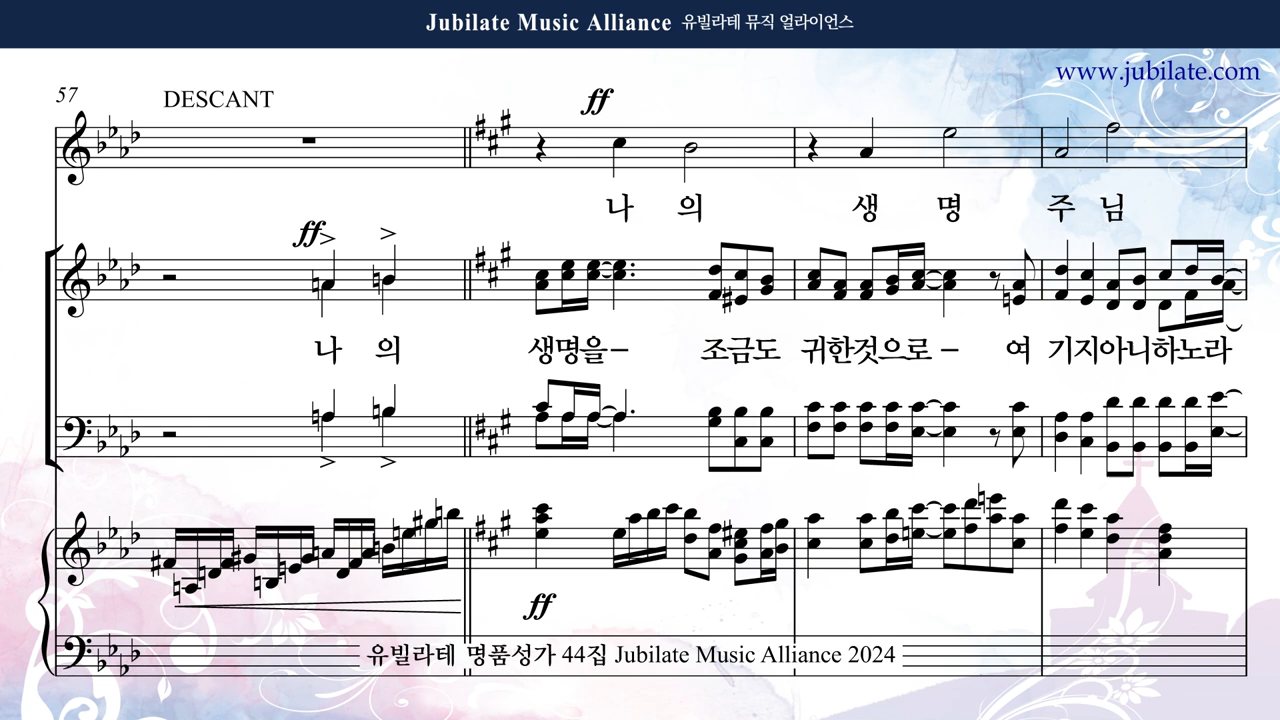 Jubilate Music Alliance 유빌라테 뮤직 얼라이언스
www.jubilate.com
57
DESCANT
ff
나 의 생 명 주 님
ff
나 의 생명을– 조금도 귀한것으로 – 여 기지아니하노라
ff
유빌라테 명품성가 44집 Jubilate Music Alliance 2024